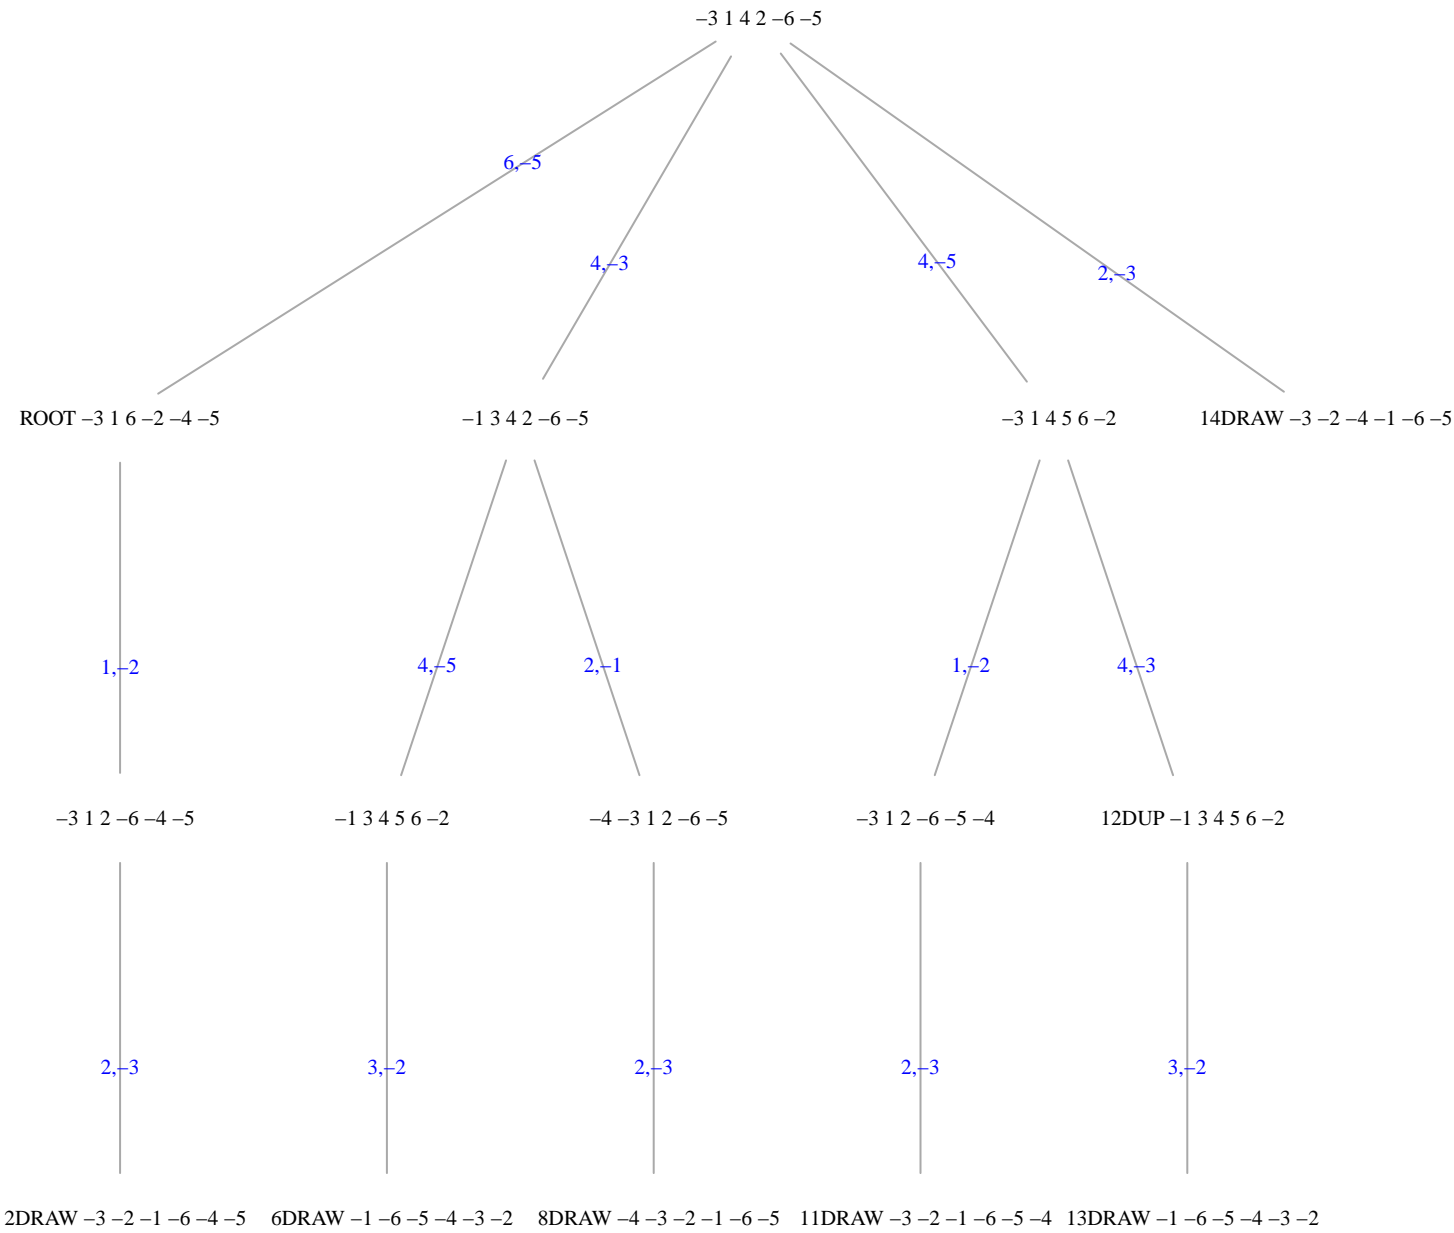 –3 1 4 2 –6 –5
6,–5
4,–3
4,–5
2,–3
ROOT –3 1 6 –2 –4 –5
–1 3 4 2 –6 –5
–3 1 4 5 6 –2
14DRAW –3 –2 –4 –1 –6 –5
1,–2
4,–5
2,–1
1,–2
4,–3
–3 1 2 –6 –4 –5
–1 3 4 5 6 –2
–4 –3 1 2 –6 –5
–3 1 2 –6 –5 –4
12DUP –1 3 4 5 6 –2
2,–3
3,–2
2,–3
2,–3
3,–2
2DRAW –3 –2 –1 –6 –4 –5
6DRAW –1 –6 –5 –4 –3 –2
8DRAW –4 –3 –2 –1 –6 –5
11DRAW –3 –2 –1 –6 –5 –4
13DRAW –1 –6 –5 –4 –3 –2